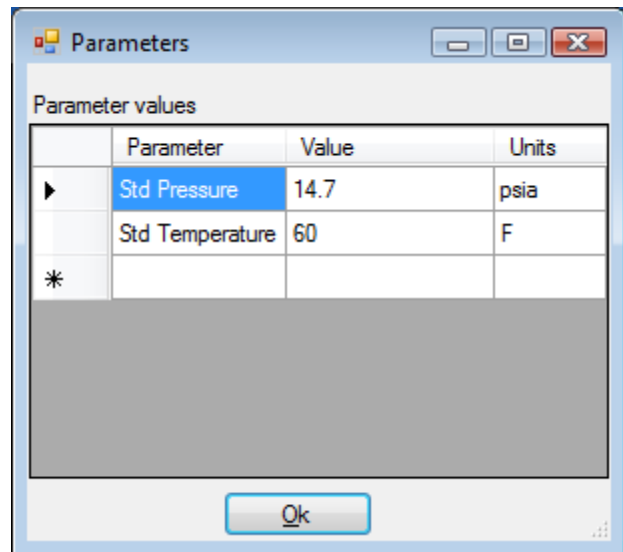 Parameters
Parameter values
Parameter Value Units
Std Pressure 14.7 psia
Std Temperature 60 F
Ok